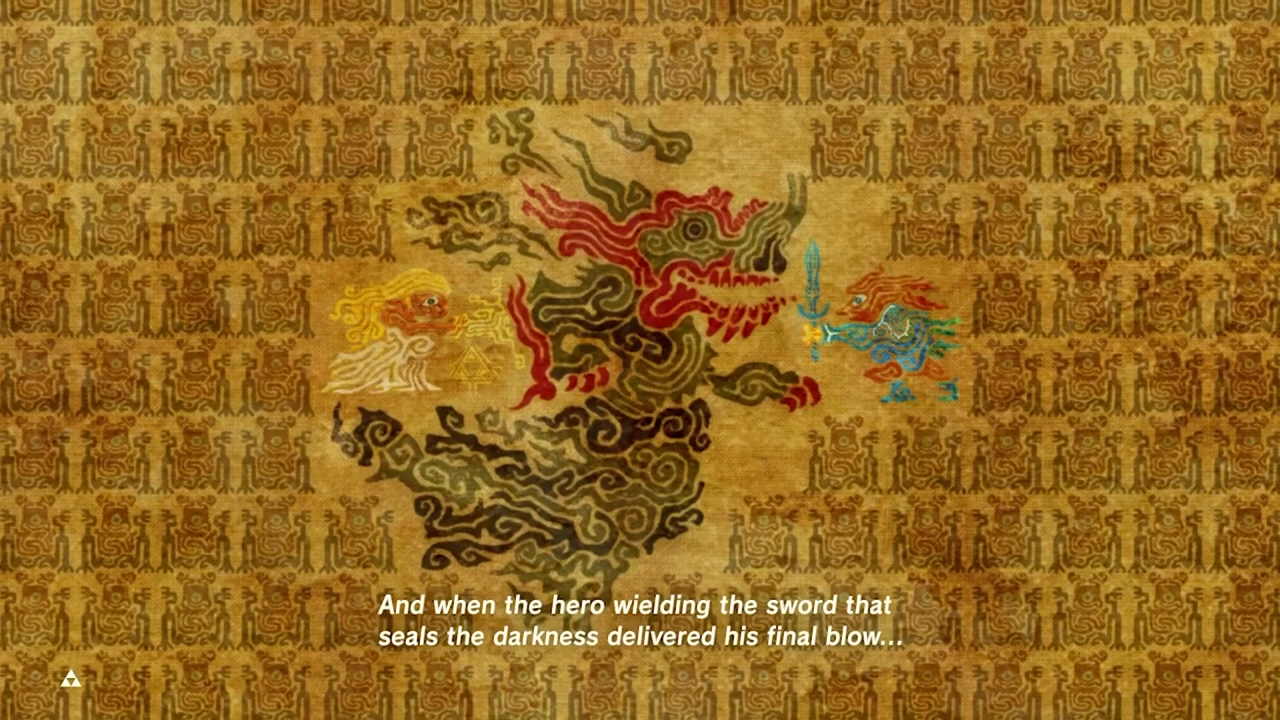 And when the hero wielding the sword that
seals the darkness delivered his final blow...